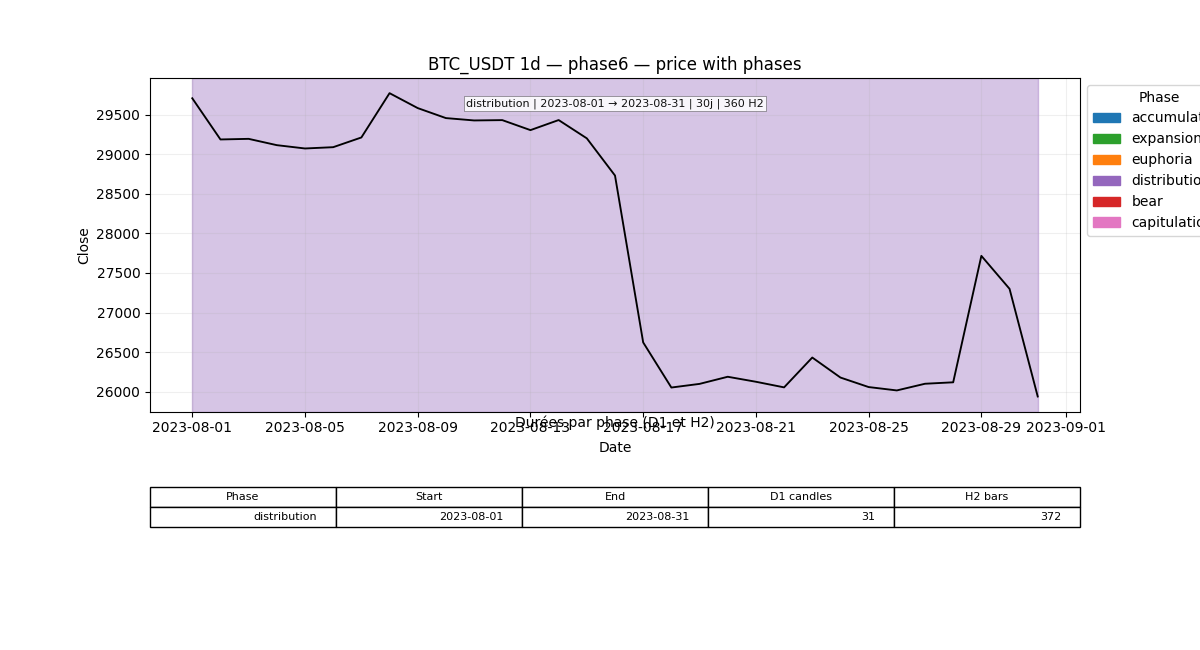 BTC_USDT 1d — phase6 — price with phases
distribution | 2023-08-01 → 2023-08-31 | 30j | 360 H2
Close
29500
29000
28500
28000
27500
27000
26500
26000
Phase
accumulat
expansion
euphoria
distributio
bear
capitulatio
Durées par phase (D1 et H2)
2023-08-01 2023-08-05 2023-08-09 2023-08-13 2023-08-17 2023-08-21 2023-08-25 2023-08-29 2023-09-01
Date
Phase Start End D1 candles H2 bars
distribution 2023-08-01 2023-08-31 31 372